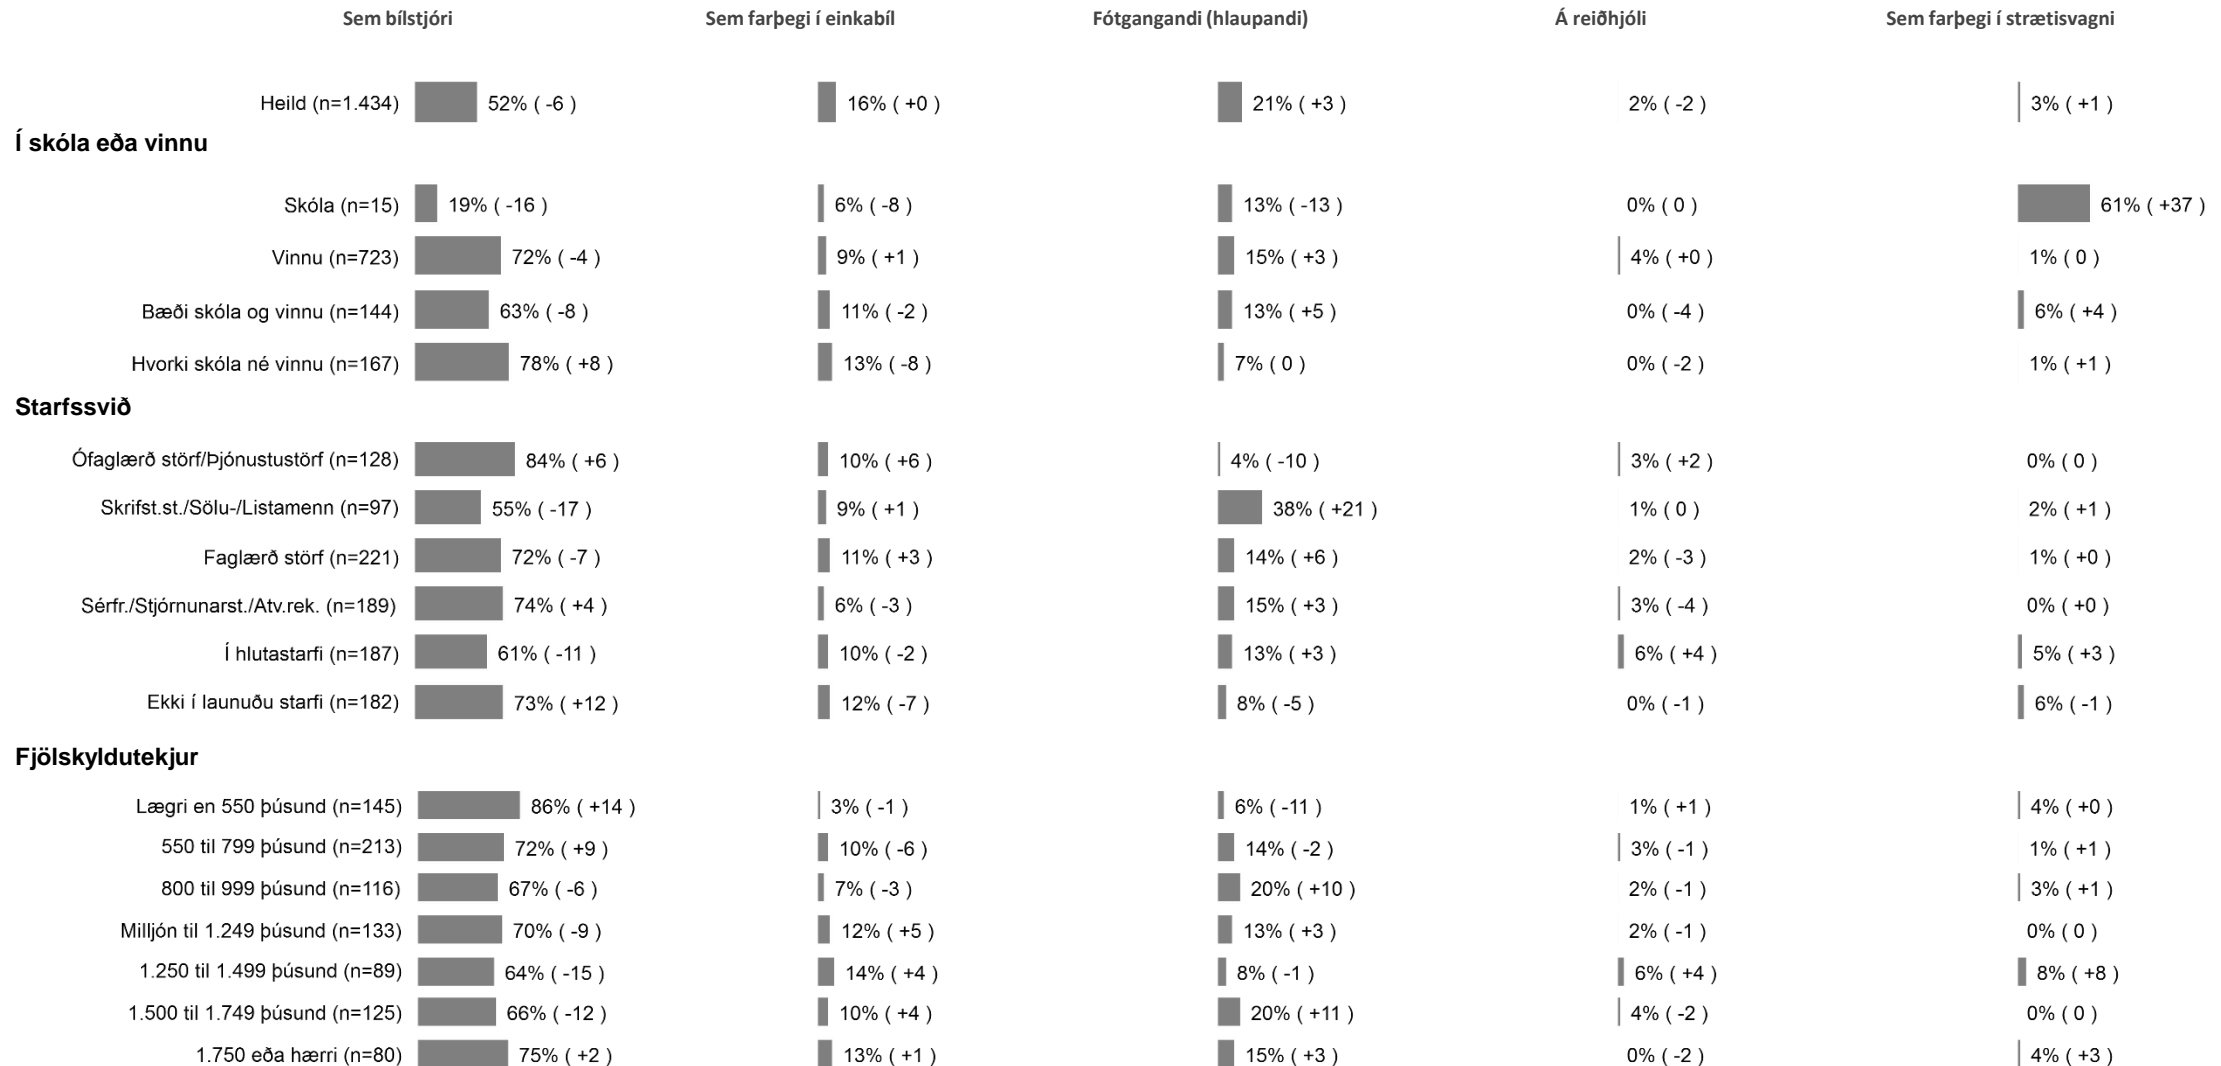 Sem bílstjóri Sem farþegi í einkabíl Fótgangandi (hlaupandi) Á reiðhjóli Sem farþegi í strætisvagni
Heild (n=1.434) 52% ( -6 ) 16% ( +0 ) 21% ( +3 ) 2% ( -2 ) 3% ( +1 )
Í skóla eða vinnu
Skóla (n=15) 19% ( -16 ) 6% ( -8 ) 13% ( -13 ) 0% ( 0 ) 61% ( +37 )
Vinnu (n=723) 72% ( -4 ) 9% ( +1 ) 15% ( +3 ) 4% ( +0 ) 1% ( 0 )
Bæði skóla og vinnu (n=144) 63% ( -8 ) 11% ( -2 ) 13% ( +5 ) 0% ( -4 ) 6% ( +4 )
Hvorki skóla né vinnu (n=167) 78% ( +8 ) 13% ( -8 ) 7% ( 0 ) 0% ( -2 ) 1% ( +1 )
Starfssvið
Ófaglærð störf/Þjónustustörf (n=128) 84% ( +6 ) 10% ( +6 ) 4% ( -10 ) 3% ( +2 ) 0% ( 0 )
Skrifst.st./Sölu-/Listamenn (n=97) 55% ( -17 ) 9% ( +1 ) 38% ( +21 ) 1% ( 0 ) 2% ( +1 )
Faglærð störf (n=221) 72% ( -7 ) 11% ( +3 ) 14% ( +6 ) 2% ( -3 ) 1% ( +0 )
Sérfr./Stjórnunarst./Atv.rek. (n=189) 74% ( +4 ) 6% ( -3 ) 15% ( +3 ) 3% ( -4 ) 0% ( +0 )
Í hlutastarfi (n=187) 61% ( -11 ) 10% ( -2 ) 13% ( +3 ) 6% ( +4 ) 5% ( +3 )
Ekki í launuðu starfi (n=182) 73% ( +12 ) 12% ( -7 ) 8% ( -5 ) 0% ( -1 ) 6% ( -1 )
Fjölskyldutekjur
Lægri en 550 þúsund (n=145) 86% ( +14 ) 3% ( -1 ) 6% ( -11 ) 1% ( +1 ) 4% ( +0 )
550 til 799 þúsund (n=213) 72% ( +9 ) 10% ( -6 ) 14% ( -2 ) 3% ( -1 ) 1% ( +1 )
800 til 999 þúsund (n=116) 67% ( -6 ) 7% ( -3 ) 20% ( +10 ) 2% ( -1 ) 3% ( +1 )
Milljón til 1.249 þúsund (n=133) 70% ( -9 ) 12% ( +5 ) 13% ( +3 ) 2% ( -1 ) 0% ( 0 )
1.250 til 1.499 þúsund (n=89) 64% ( -15 ) 14% ( +4 ) 8% ( -1 ) 6% ( +4 ) 8% ( +8 )
1.500 til 1.749 þúsund (n=125) 66% ( -12 ) 10% ( +4 ) 20% ( +11 ) 4% ( -2 ) 0% ( 0 )
1.750 eða hærri (n=80) 75% ( +2 ) 13% ( +1 ) 15% ( +3 ) 0% ( -2 ) 4% ( +3 )